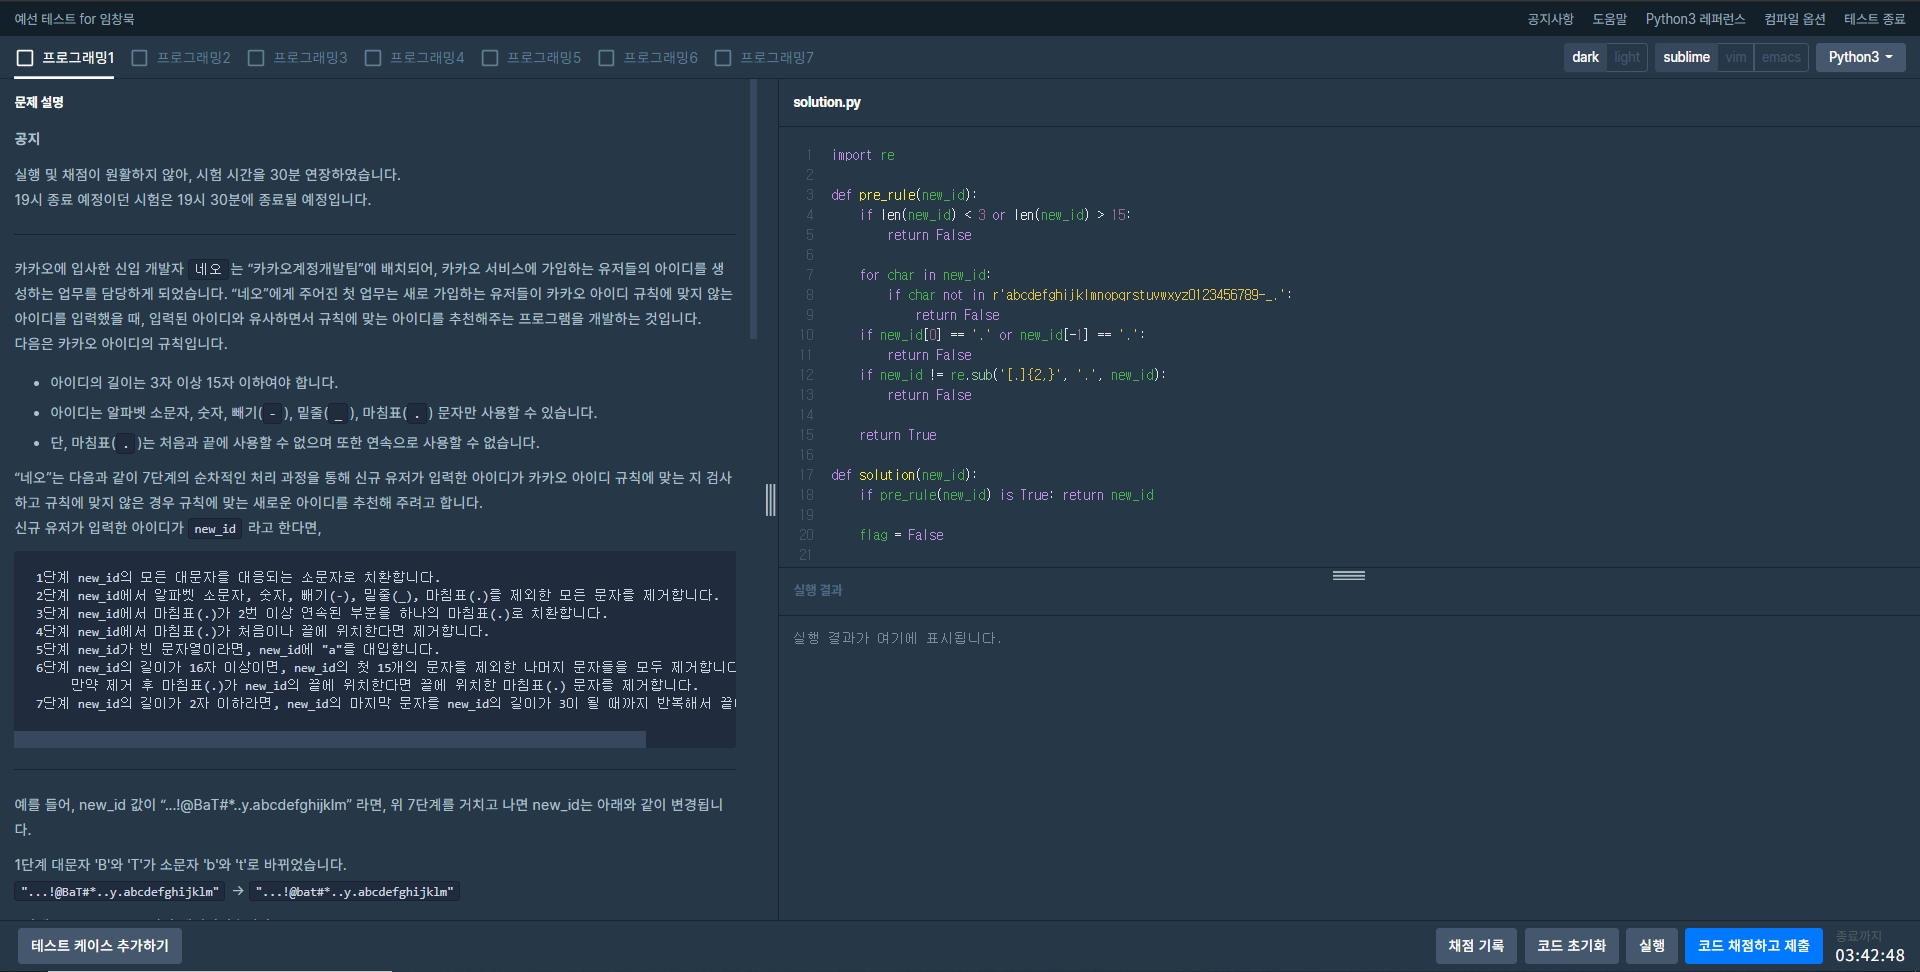 예선 테스트 for 임창묵
공지사항 도움말 Python3 레퍼런스 컴파일 옵션 테스트 종료
프로그래밍1 프로그래밍2 프로그래밍3 프로그래밍4 프로그래밍5 프로그래밍6 프로그래밍7
dark light sublime vim emacs Python3
문제 설명
공지
실행 및 채점이 원활하지 않아, 시험 시간을 30분 연장하였습니다.
19시 종료 예정이던 시험은 19시 30분에 종료될 예정입니다.
카카오에 입사한 신입 개발자 네오 는 “카카오계정개발팀”에 배치되어, 카카오 서비스에 가입하는 유저들의 아이디를 생
성하는 업무를 담당하게 되었습니다. “네오”에게 주어진 첫 업무는 새로 가입하는 유저들이 카카오 아이디 규칙에 맞지 않는
아이디를 입력했을 때, 입력된 아이디와 유사하면서 규칙에 맞는 아이디를 추천해주는 프로그램을 개발하는 것입니다.
다음은 카카오 아이디의 규칙입니다.
• 아이디의 길이는 3자 이상 15자 이하여야 합니다.
• 아이디는 알파벳 소문자, 숫자, 빼기( - ), 밑줄( _ ), 마침표( . ) 문자만 사용할 수 있습니다.
• 단, 마침표( . )는 처음과 끝에 사용할 수 없으며 또한 연속으로 사용할 수 없습니다.
“네오”는 다음과 같이 7단계의 순차적인 처리 과정을 통해 신규 유저가 입력한 아이디가 카카오 아이디 규칙에 맞는 지 검사
하고 규칙에 맞지 않은 경우 규칙에 맞는 새로운 아이디를 추천해 주려고 합니다.
신규 유저가 입력한 아이디가 new_id 라고 한다면,
1단계 new_id의 모든 대문자를 대응되는 소문자로 치환합니다.
2단계 new_id에서 알파벳 소문자, 숫자, 빼기(-), 밑줄(_), 마침표(.)를 제외한 모든 문자를 제거합니다.
3단계 new_id에서 마침표(.)가 2번 이상 연속된 부분을 하나의 마침표(.)로 치환합니다.
4단계 new_id에서 마침표(.)가 처음이나 끝에 위치한다면 제거합니다.
5단계 new_id가 빈 문자열이라면, new_id에 "a"를 대입합니다.
6단계 new_id의 길이가 16자 이상이면, new_id의 첫 15개의 문자를 제외한 나머지 문자들을 모두 제거합니다
만약 제거 후 마침표(.)가 new_id의 끝에 위치한다면 끝에 위치한 마침표(.) 문자를 제거합니다.
7단계 new_id의 길이가 2자 이하라면, new_id의 마지막 문자를 new_id의 길이가 3이 될 때까지 반복해서 끝
예를 들어, new_id 값이 “...!@BaT#*..y.abcdefghijklm” 라면, 위 7단계를 거치고 나면 new_id는 아래와 같이 변경됩니
다.
1단계 대문자 'B'와 'T'가 소문자 'b'와 't'로 바뀌었습니다.
"...!@BaT#*..y.abcdefghijklm" → "...!@bat#*..y.abcdefghijklm"
solution.py
1 import re
2
3 def pre_rule(new_id):
4 if len(new_id) < 3 or len(new_id) > 15:
5 return False
6
7 for char in new_id:
8 if char not in r'abcdefghijklmnopqrstuvwxyz0123456789-_.':
9 return False
10 if new_id[0] == '.' or new_id[-1] == '.':
11 return False
12 if new_id != re.sub('[.]{2,}', '.', new_id):
13 return False
14
15 return True
16
17 def solution(new_id):
18 if pre_rule(new_id) is True: return new_id
19
20 flag = False
21
실행 결과
실행 결과가 여기에 표시됩니다.
테스트 케이스 추가하기
채점 기록 코드 초기화 실행 코드 채점하고 제출
종료까지
03:42:48